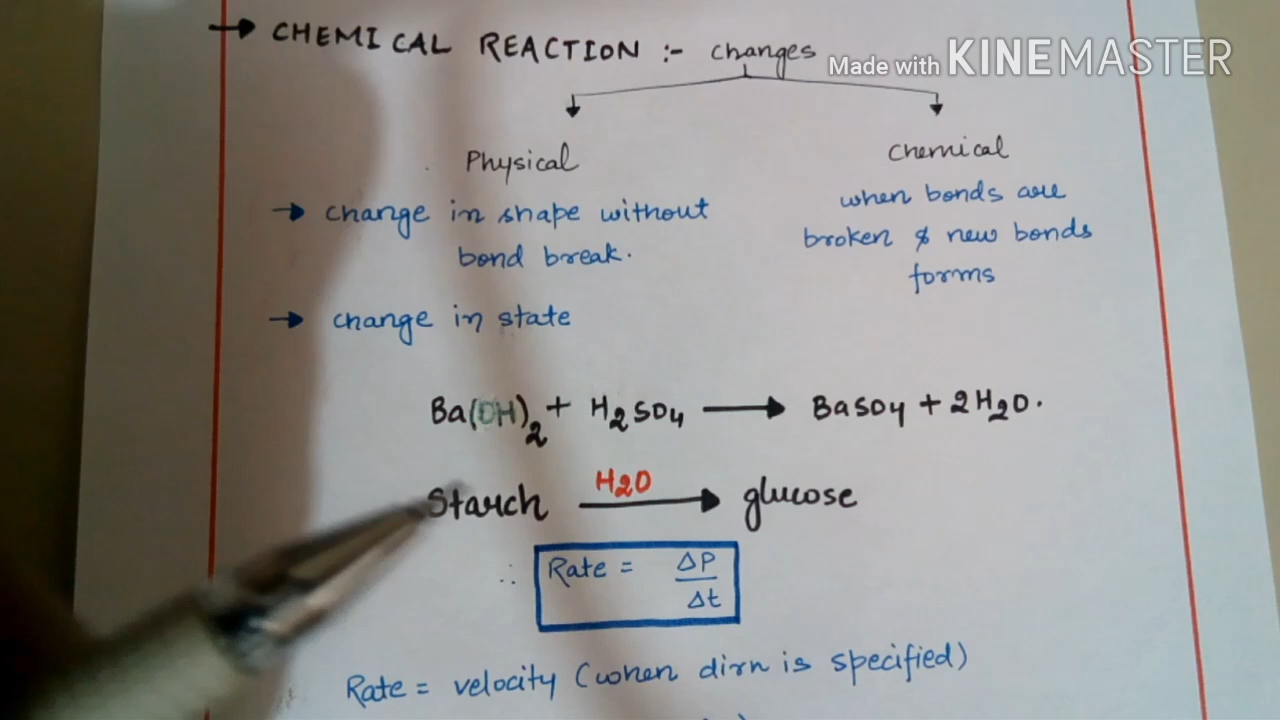 → CHEMICAL REACTION :- changes
Made with KINEMASTER
Physical
Chemical
→ change in shape without
bond break.
→ change in state
when bonds are
broken & new bonds
forms
Ba(OH)2 + H2SO4 → BaSO4 + 2H2O.
Starch H2O → glucose
∴ Rate = ΔP
Δt
Rate = velocity (when dirn is specified)